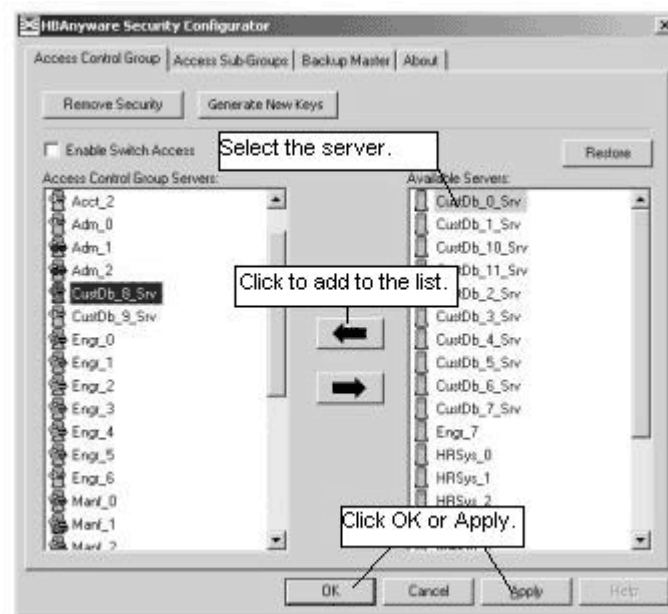 HBAnyware Security Configurator
Access Control Group
Access Sub-Groups
Backup Master
About
Remove Security
Generate New Keys
Enable Switch Access
Select the server.
Restore
Access Control Group Servers:
Acct_2
Adm_0
Adm_1
Adm_2
CustDb_8_Srv
CustDb_9_Srv
Engr_0
Engr_1
Engr_2
Engr_3
Engr_4
Engr_5
Engr_6
Manf_0
Manf_1
Manf_2
Click to add to the list.
Available Servers:
CustDb_0_Srv
CustDb_1_Srv
CustDb_10_Srv
CustDb_11_Srv
CustDb_2_Srv
CustDb_3_Srv
CustDb_4_Srv
CustDb_5_Srv
CustDb_6_Srv
CustDb_7_Srv
Engr_7
HRSys_0
HRSys_1
HRSys_2
Click OK or Apply.
OK
Cancel
Apply
Help